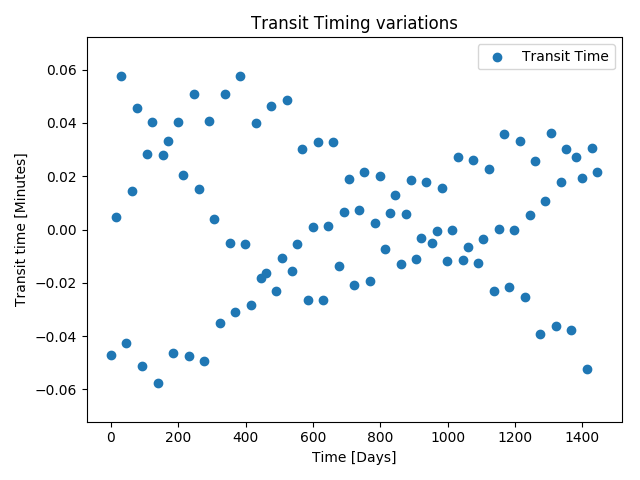 Transit Timing variations
Transit Time
Transit time [Minutes]
0.06
0.04
0.02
0.00
−0.02
−0.04
−0.06
0 200 400 600 800 1000 1200 1400
Time [Days]